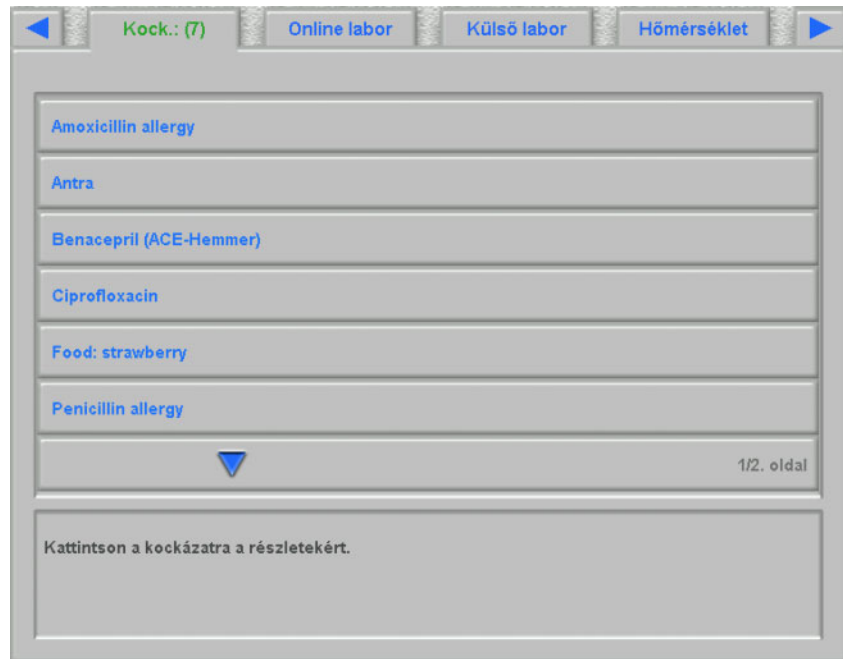 Kock.: (7)
Online labor
Külső labor
Hőmérséklet
Amoxicillin allergy
Antra
Benacepril (ACE-Hemmer)
Ciprofloxacin
Food: strawberry
Penicillin allergy
1/2. oldal
Kattintson a kockázatra a részletekért.